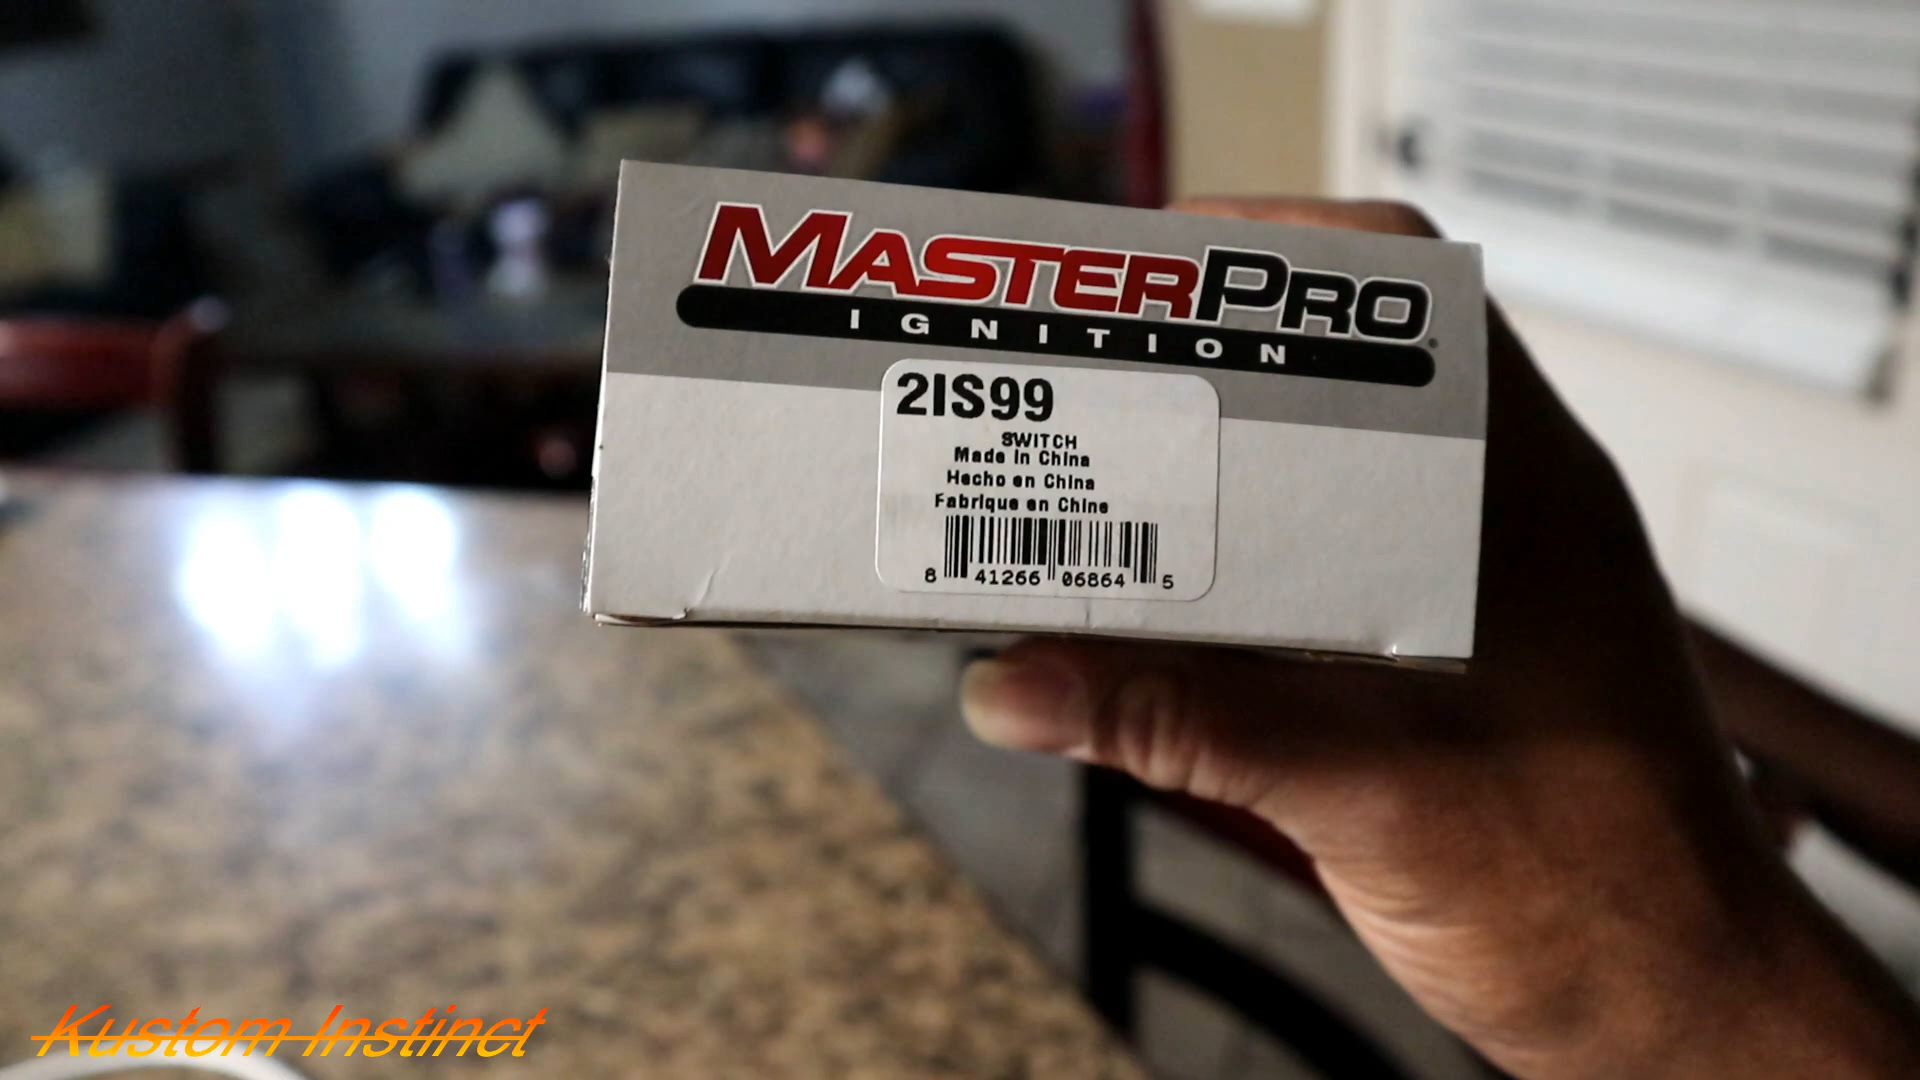 MASTERPRO
IGNITION
2IS99
SWITCH
Made in China
Hecho en China
Fabrique en Chine
8 41266 06864 5
Kustom Instinct